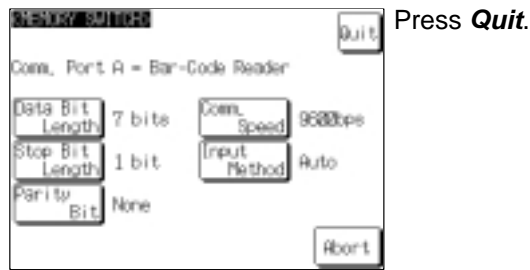 <MEMORY SWITCH>
Quit
Press Quit.
Comm. Port A = Bar-Code Reader
Data Bit Length 7 bits
Comm. Speed 9600bps
Stop Bit Length 1 bit
Input Method Auto
Parity Bit None
Abort